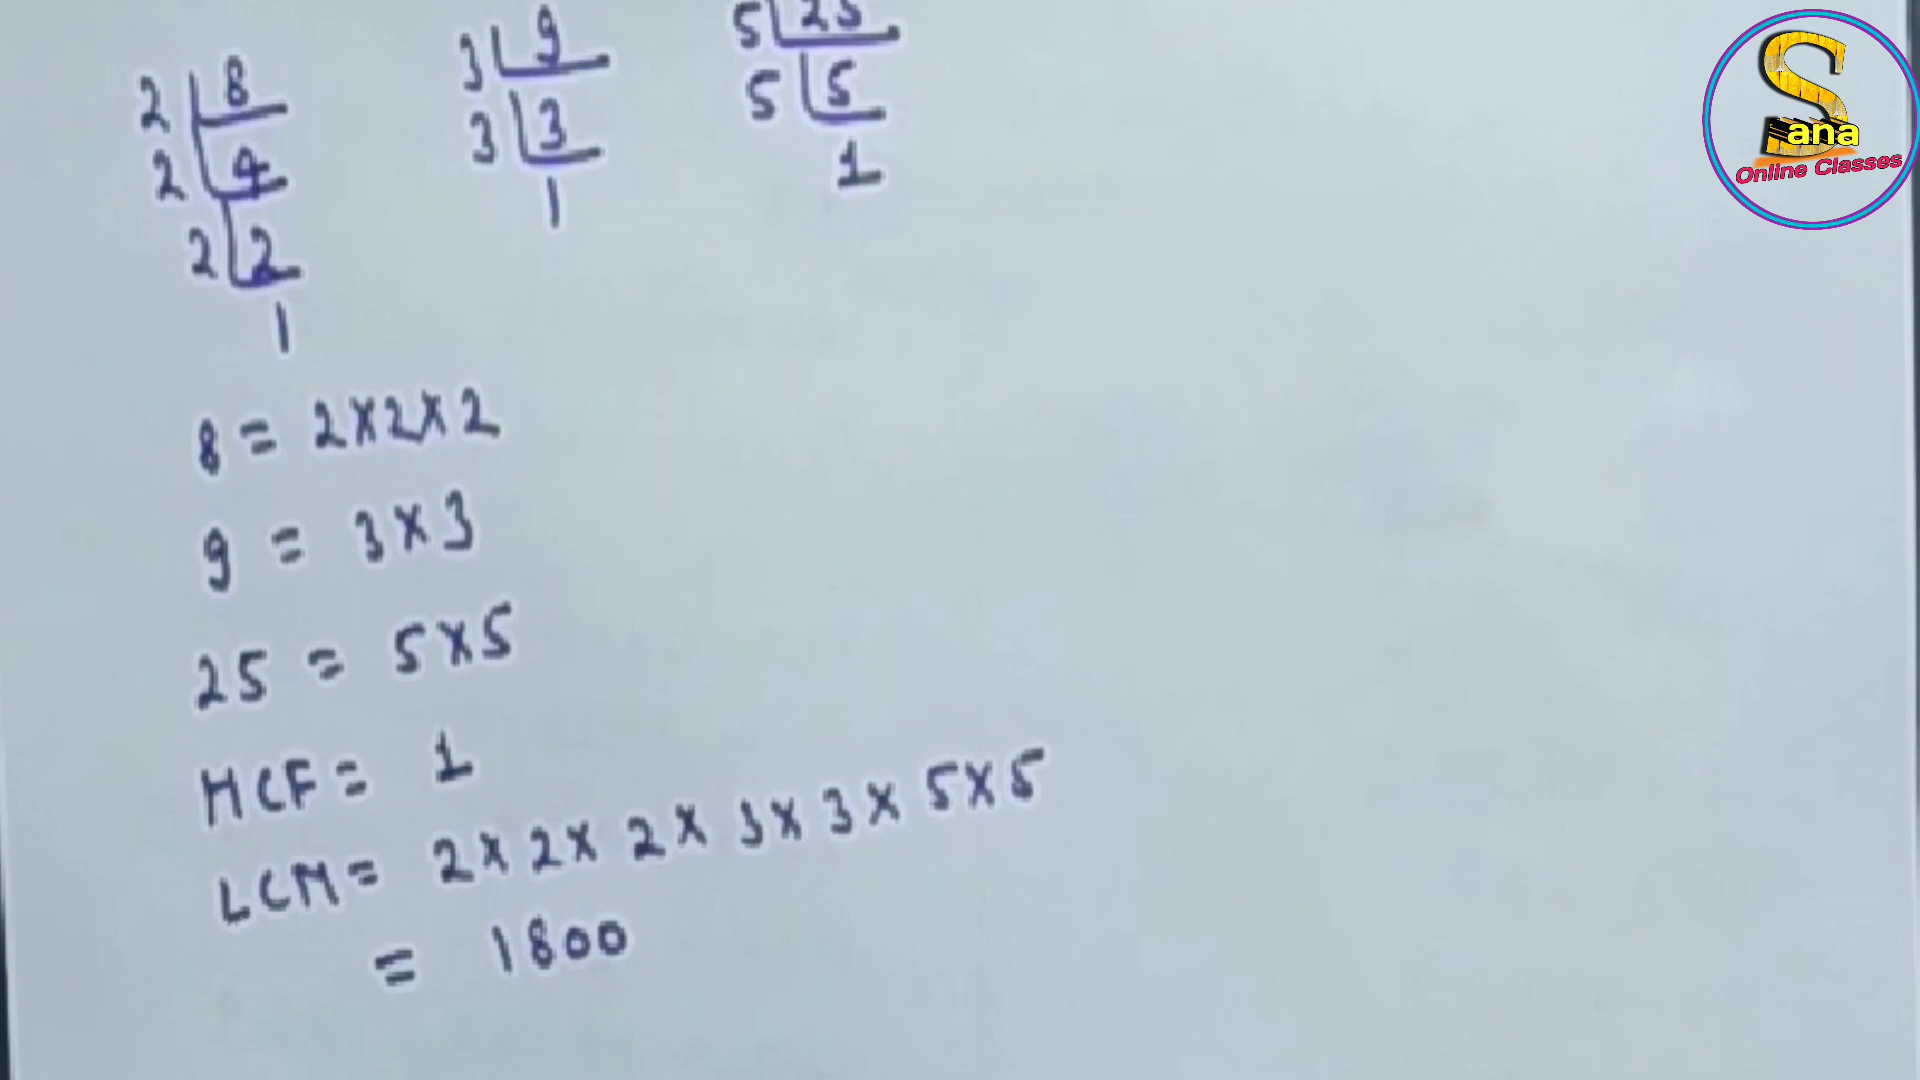 2 8
2 4
2 2
1
3 9
3 3
1
5 25
5 5
1
8 = 2×2×2
9 = 3×3
25 = 5×5
HCF = 1
LCM = 2×2×2×3×3×5×5
= 1800
Sana
Online Classes